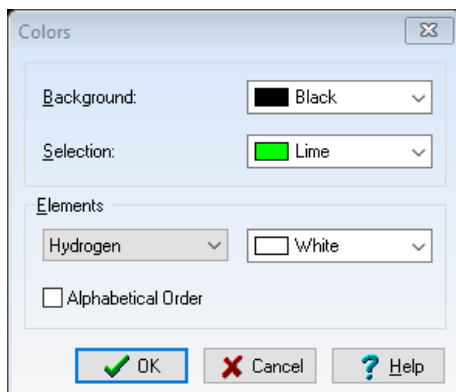 Colors
Background: Black
Selection: Lime
Elements
Hydrogen White
Alphabetical Order
OK Cancel Help